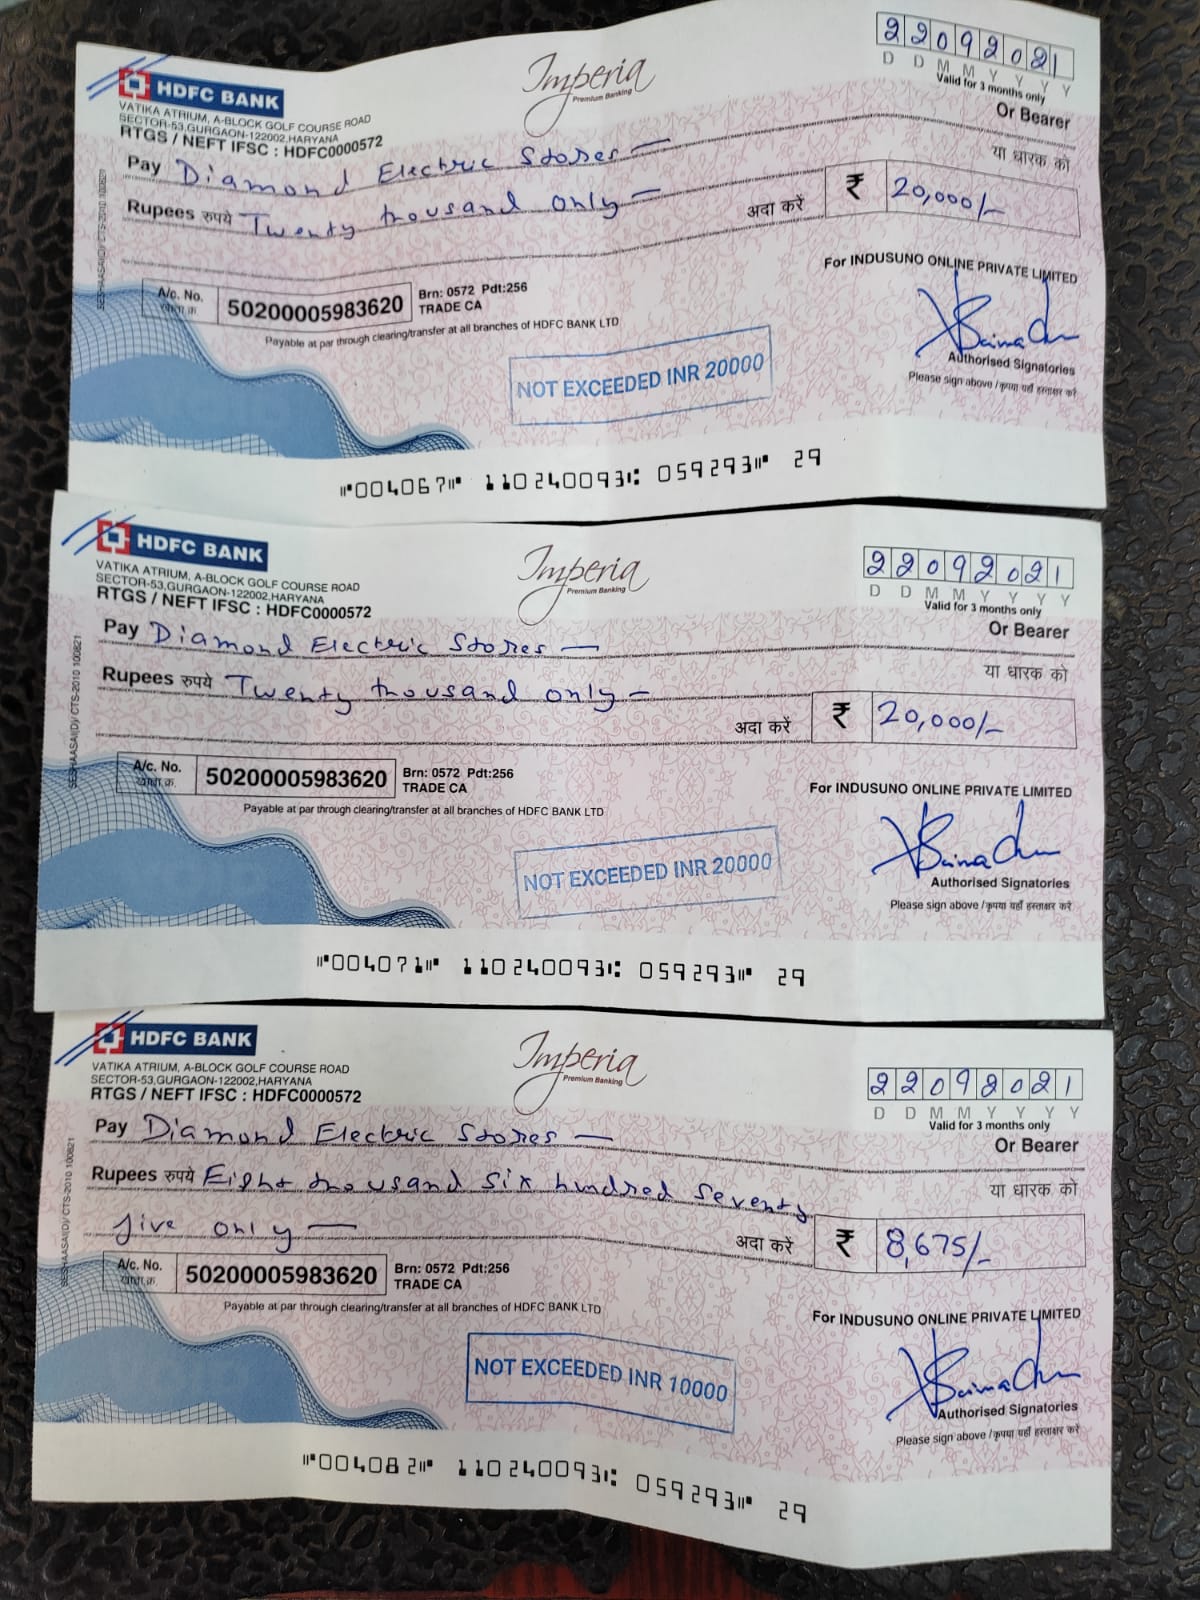 HDFC BANK
VATIKA ATRIUM, A-BLOCK GOLF COURSE ROAD
SECTOR-53,GURGAON-122002,HARYANA
RTGS / NEFT IFSC : HDFC0000572
Imperia
Premium Banking
22092021
D D M M Y Y Y Y
Valid for 3 months only
Or Bearer
Pay Diamond Electric Stores
या धारक को
Rupees रुपये Twenty thousand only
अदा करें ₹ 20,000/-
For INDUSUNO ONLINE PRIVATE LIMITED
A/c. No. 50200005983620 Brn: 0572 Pdt:256
TRADE CA
Payable at par through clearing/transfer at all branches of HDFC BANK LTD
NOT EXCEEDED INR 20000
Authorised Signatories
Please sign above / कृपया यहाँ हस्ताक्षर करे
⑈004067⑈ 110240093⑆ 059293⑈ 29
HDFC BANK
VATIKA ATRIUM, A-BLOCK GOLF COURSE ROAD
SECTOR-53,GURGAON-122002,HARYANA
RTGS / NEFT IFSC : HDFC0000572
Imperia
Premium Banking
22092021
D D M M Y Y Y Y
Valid for 3 months only
Or Bearer
Pay Diamond Electric Stores
या धारक को
Rupees रुपये Twenty thousand only
अदा करें ₹ 20,000/-
SESHAASAI(D)/ CTS-2010 100821
A/c. No. 50200005983620 Brn: 0572 Pdt:256
खाता क्र. TRADE CA
For INDUSUNO ONLINE PRIVATE LIMITED
Payable at par through clearing/transfer at all branches of HDFC BANK LTD
NOT EXCEEDED INR 20000
Authorised Signatories
Please sign above / कृपया यहाँ हस्ताक्षर करे
⑈004071⑈ 110240093⑆ 059293⑈ 29
HDFC BANK
VATIKA ATRIUM, A-BLOCK GOLF COURSE ROAD
SECTOR-53,GURGAON-122002,HARYANA
RTGS / NEFT IFSC : HDFC0000572
Imperia
Premium Banking
22092021
D D M M Y Y Y Y
Valid for 3 months only
Or Bearer
Pay Diamond Electric Stores
या धारक को
Rupees रुपये Eight thousand six hundred seventy
five only
अदा करें ₹ 8,675/-
SESHAASAI(D)/ CTS-2010 100821
A/c. No. 50200005983620 Brn: 0572 Pdt:256
खाता क्र. TRADE CA
Payable at par through clearing/transfer at all branches of HDFC BANK LTD
For INDUSUNO ONLINE PRIVATE LIMITED
NOT EXCEEDED INR 10000
Authorised Signatories
Please sign above / कृपया यहाँ हस्ताक्षर करे
⑈004082⑈ 110240093⑆ 059293⑈ 29